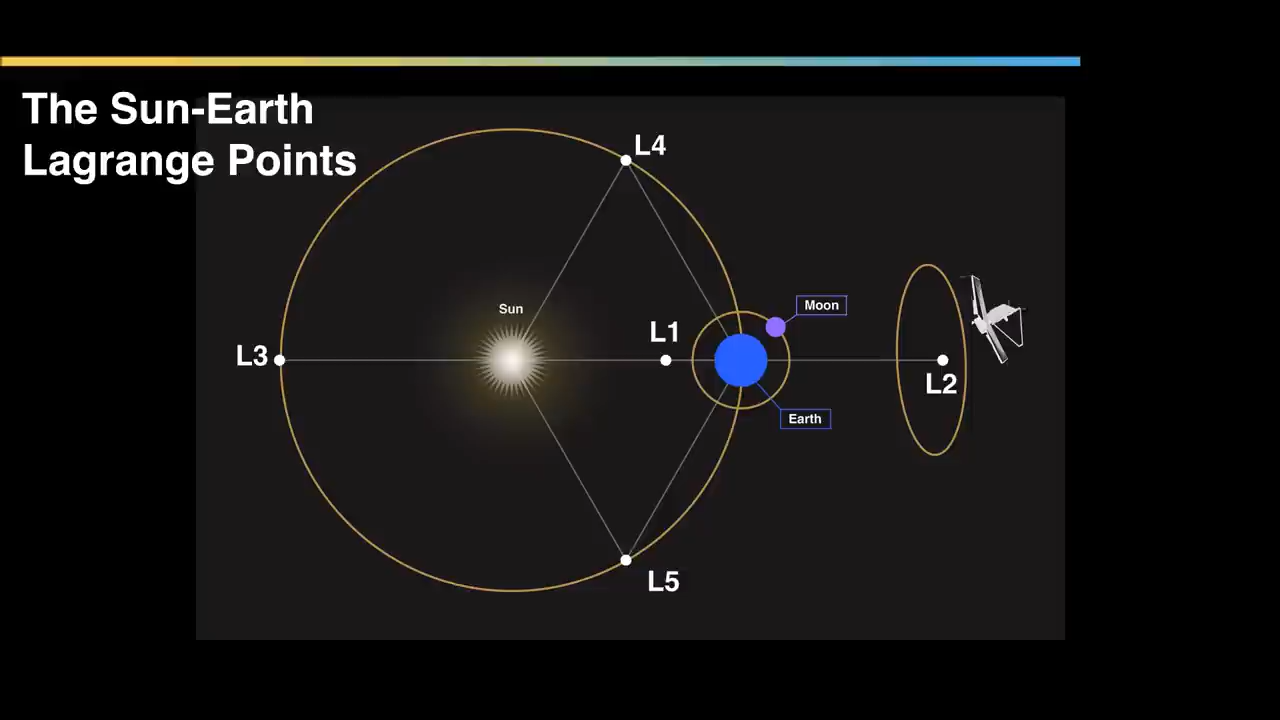 The Sun-Earth
Lagrange Points
L4
Sun
Moon
L1
L3
L2
Earth
L5